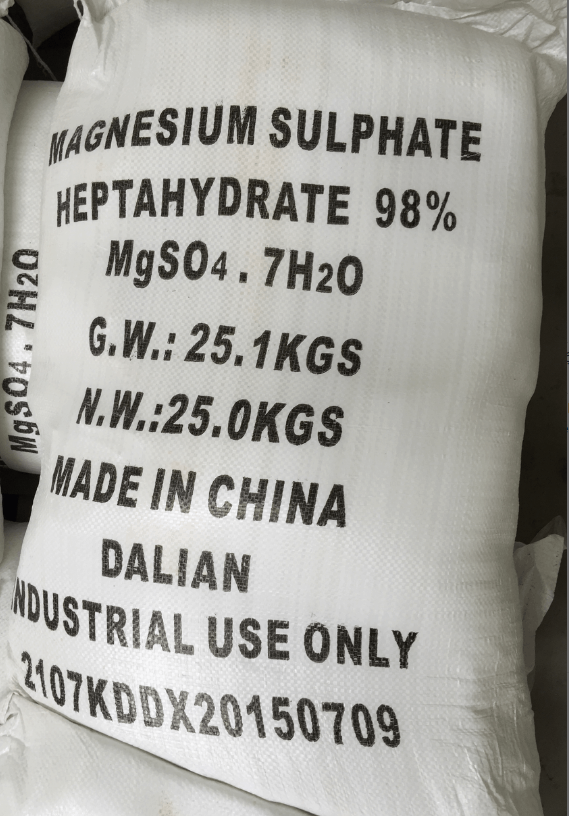 MAGNESIUM SULPHATE
HEPTAHYDRATE 98%
MgSO4 . 7H2O
G.W.: 25.1KGS
N.W.:25.0KGS
MADE IN CHINA
DALIAN
INDUSTRIAL USE ONLY
2107KDDX20150709
MgSO4 . 7H2O